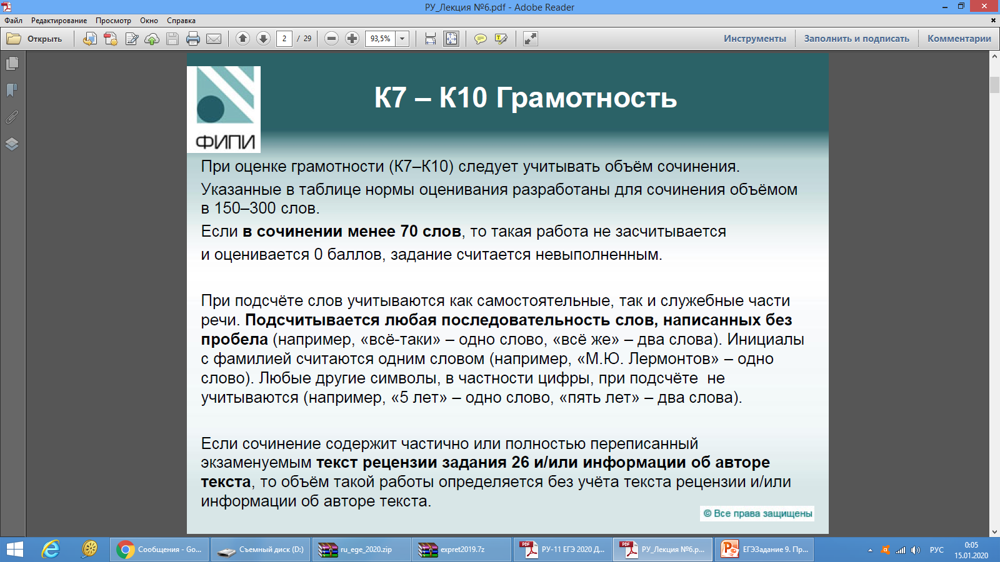 РУ_Лекция №6.pdf - Adobe Reader
Файл Редактирование Просмотр Окно Справка
Открыть 2 / 29 93,5% Инструменты Заполнить и подписать Комментарии
ФИПИ
К7 – К10 Грамотность
При оценке грамотности (К7–К10) следует учитывать объём сочинения.
Указанные в таблице нормы оценивания разработаны для сочинения объёмом
в 150–300 слов.
Если в сочинении менее 70 слов, то такая работа не засчитывается
и оценивается 0 баллов, задание считается невыполненным.
При подсчёте слов учитываются как самостоятельные, так и служебные части
речи. Подсчитывается любая последовательность слов, написанных без
пробела (например, «всё-таки» – одно слово, «всё же» – два слова). Инициалы
с фамилией считаются одним словом (например, «М.Ю. Лермонтов» – одно
слово). Любые другие символы, в частности цифры, при подсчёте не
учитываются (например, «5 лет» – одно слово, «пять лет» – два слова).
Если сочинение содержит частично или полностью переписанный
экзаменуемым текст рецензии задания 26 и/или информации об авторе
текста, то объём такой работы определяется без учёта текста рецензии и/или
информации об авторе текста.
© Все права защищены
Сообщения - Go... Съемный диск (D:) ru_ege_2020.zip expret2019.7z РУ-11 ЕГЭ 2020 Д... РУ_Лекция №6.p... ЕГЭЗадание 9. Пр... РУС 0:05
15.01.2020